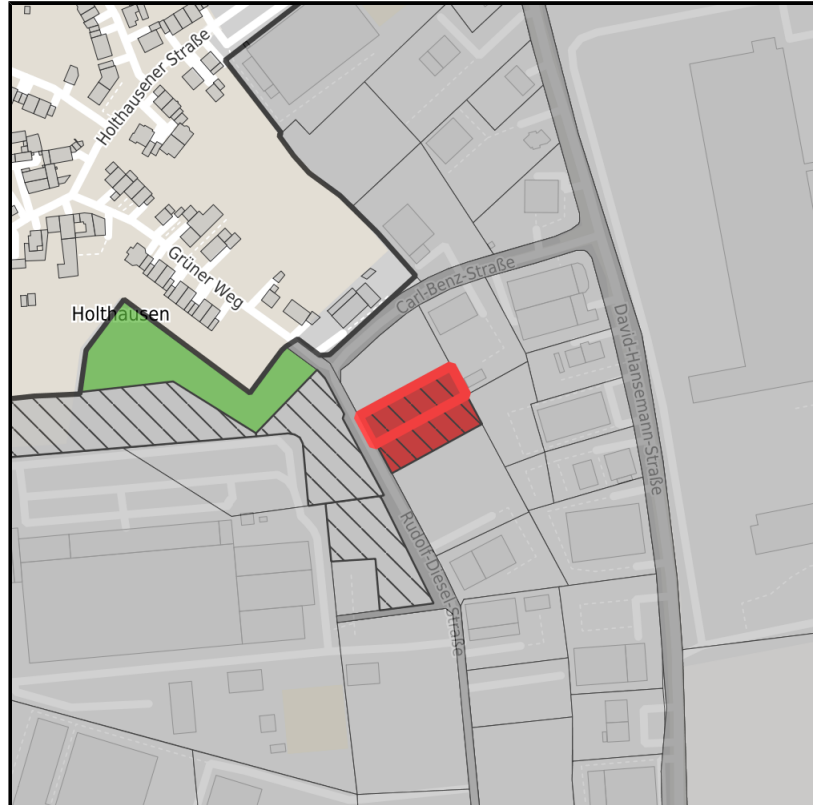 Holthausener Straße
Grüner Weg
Holthausen
Carl-Benz-Straße
David-Hansemann-Straße
Rudolf-Diesel-Straße